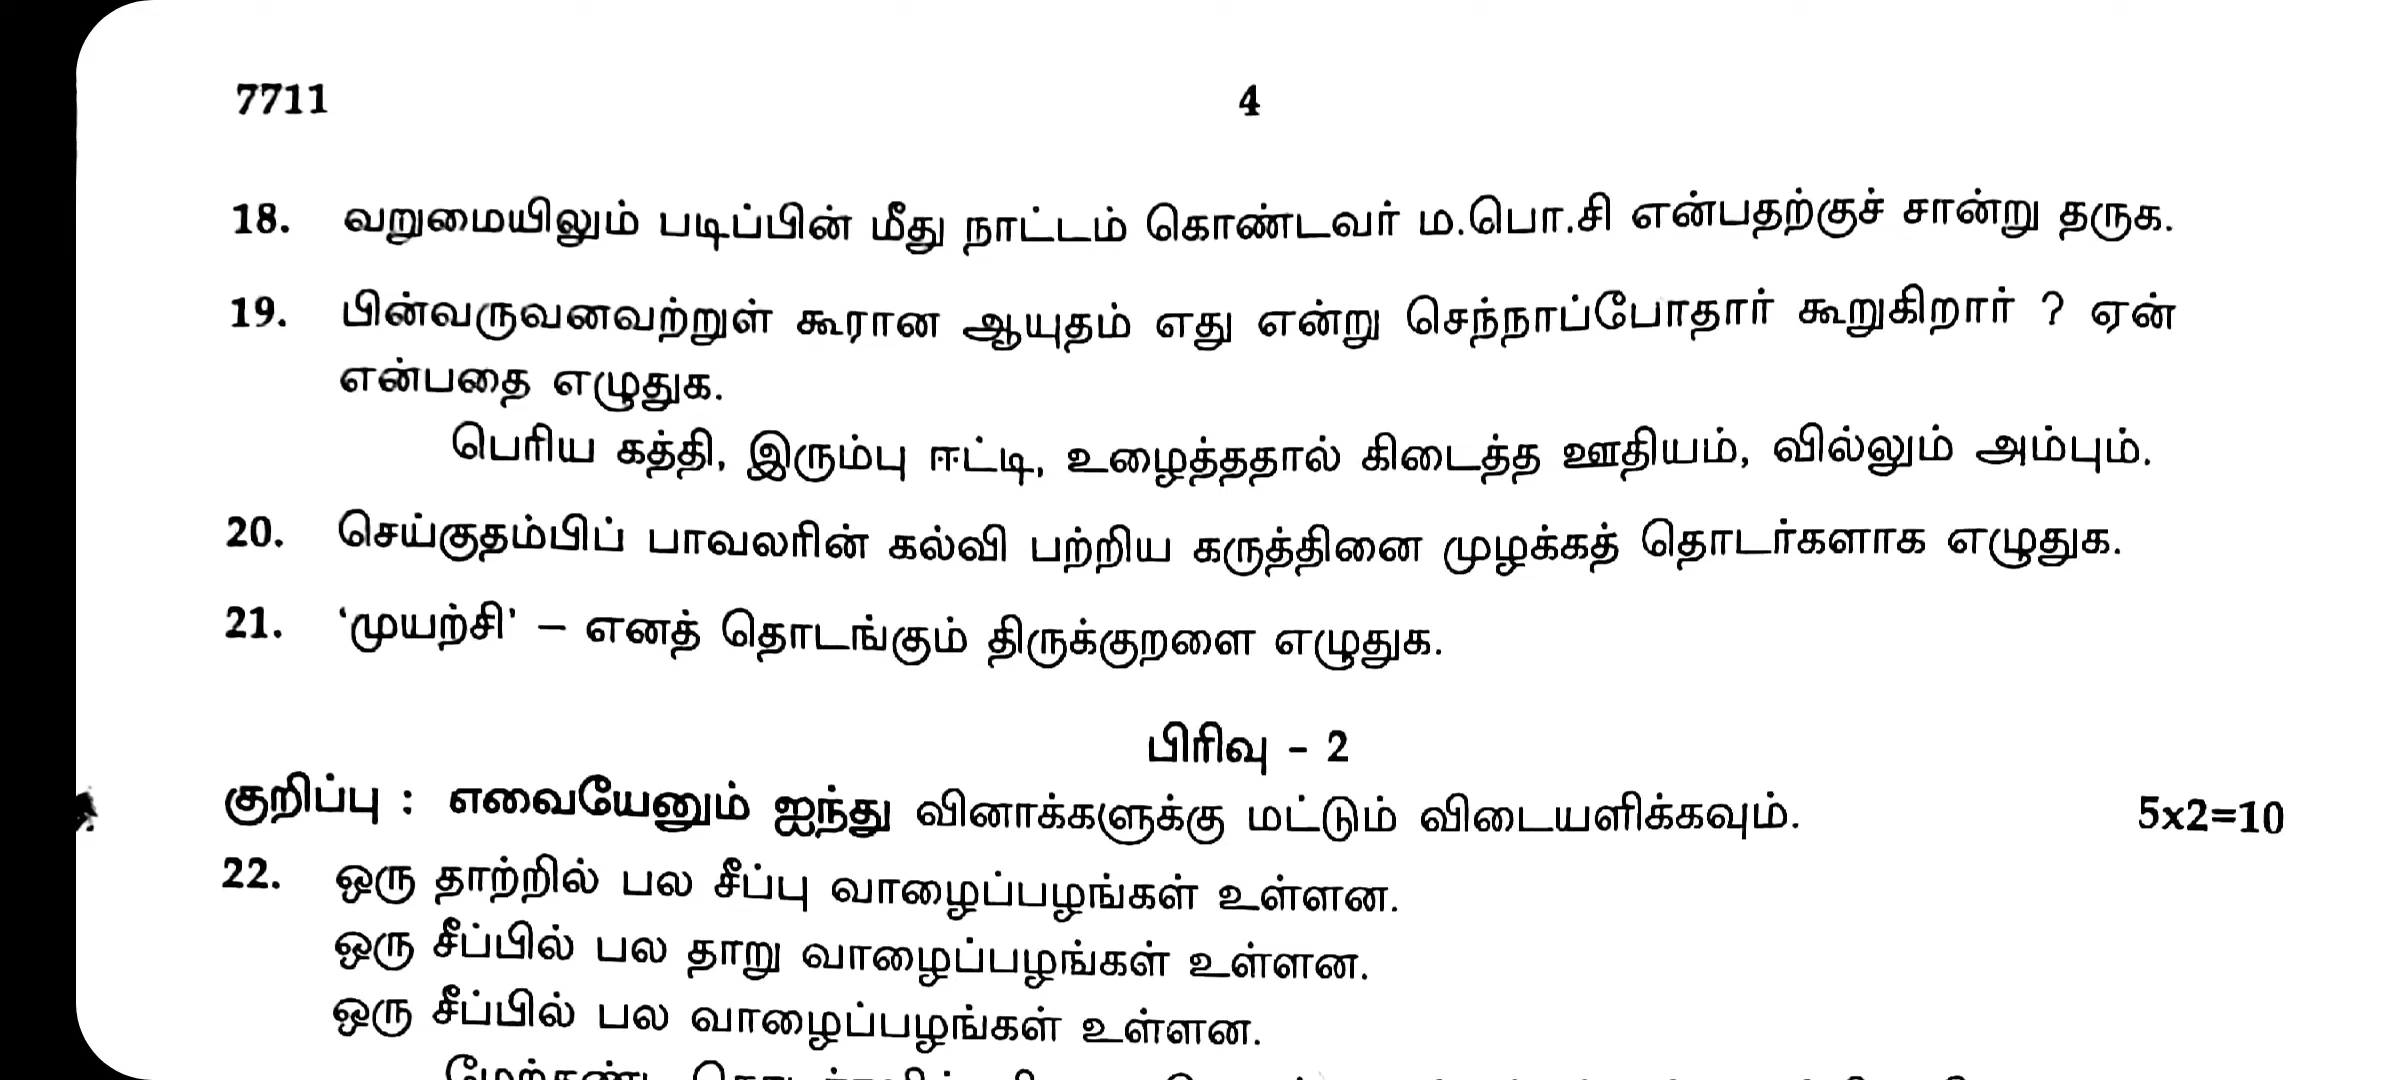 7711 4
18. வறுமையிலும் படிப்பின் மீது நாட்டம் கொண்டவர் ம.பொ.சி என்பதற்குச் சான்று தருக.
19. பின்வருவனவற்றுள் கூரான ஆயுதம் எது என்று செந்நாப்போதார் கூறுகிறார் ? ஏன்
என்பதை எழுதுக.
பெரிய கத்தி, இரும்பு ஈட்டி, உழைத்ததால் கிடைத்த ஊதியம், வில்லும் அம்பும்.
20. செய்குதம்பிப் பாவலரின் கல்வி பற்றிய கருத்தினை முழக்கத் தொடர்களாக எழுதுக.
21. ‘முயற்சி’ – எனத் தொடங்கும் திருக்குறளை எழுதுக.
பிரிவு - 2
குறிப்பு : எவையேனும் ஐந்து வினாக்களுக்கு மட்டும் விடையளிக்கவும். 5x2=10
22. ஒரு தாற்றில் பல சீப்பு வாழைப்பழங்கள் உள்ளன.
ஒரு சீப்பில் பல தாறு வாழைப்பழங்கள் உள்ளன.
ஒரு சீப்பில் பல வாழைப்பழங்கள் உள்ளன.